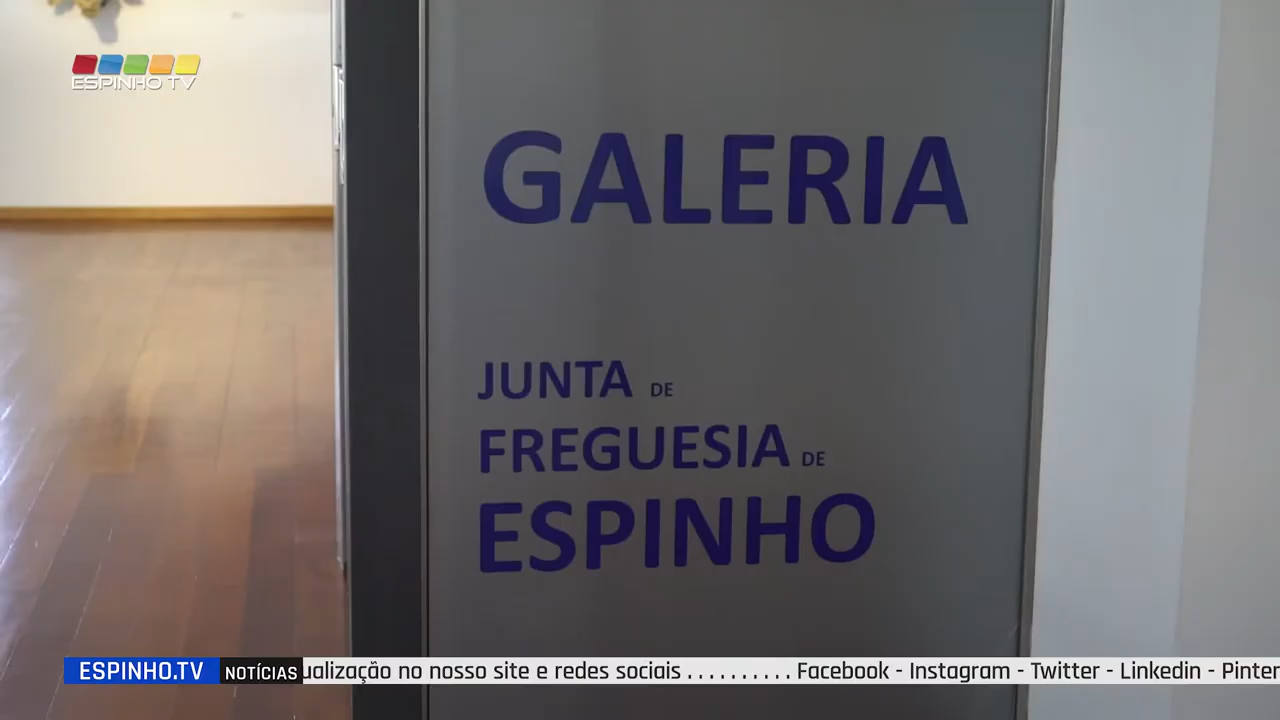 ESPINHO TV
GALERIA
JUNTA DE
FREGUESIA DE
ESPINHO
ESPINHO.TV NOTÍCIAS ualização no nosso site e redes sociais . . . . . . . . . . Facebook - Instagram - Twitter - Linkedin - Pinter